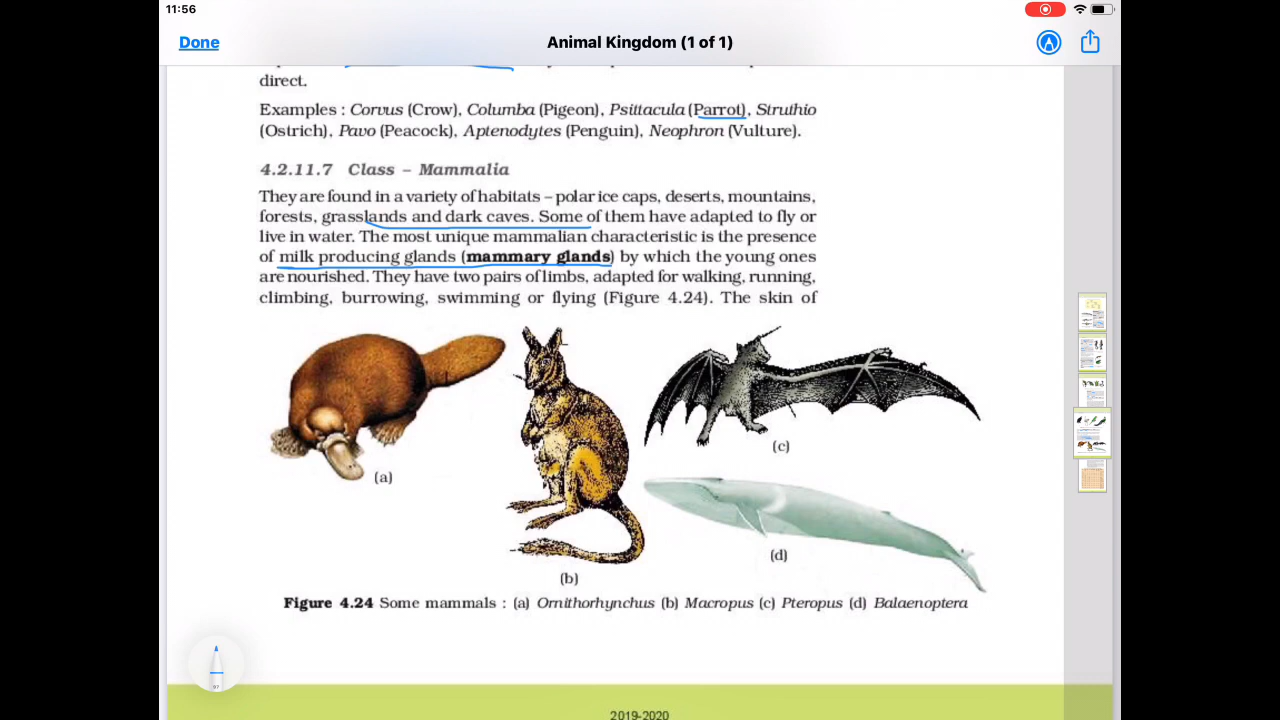 11:56
Done
Animal Kingdom (1 of 1)
direct.
Examples : Corvus (Crow), Columba (Pigeon), Psittacula (Parrot), Struthio
(Ostrich), Pavo (Peacock), Aptenodytes (Penguin), Neophron (Vulture).
4.2.11.7 Class – Mammalia
They are found in a variety of habitats – polar ice caps, deserts, mountains,
forests, grasslands and dark caves. Some of them have adapted to fly or
live in water. The most unique mammalian characteristic is the presence
of milk producing glands (mammary glands) by which the young ones
are nourished. They have two pairs of limbs, adapted for walking, running,
climbing, burrowing, swimming or flying (Figure 4.24). The skin of
(a)
(b)
(c)
(d)
Figure 4.24 Some mammals : (a) Ornithorhynchus (b) Macropus (c) Pteropus (d) Balaenoptera
2019-2020